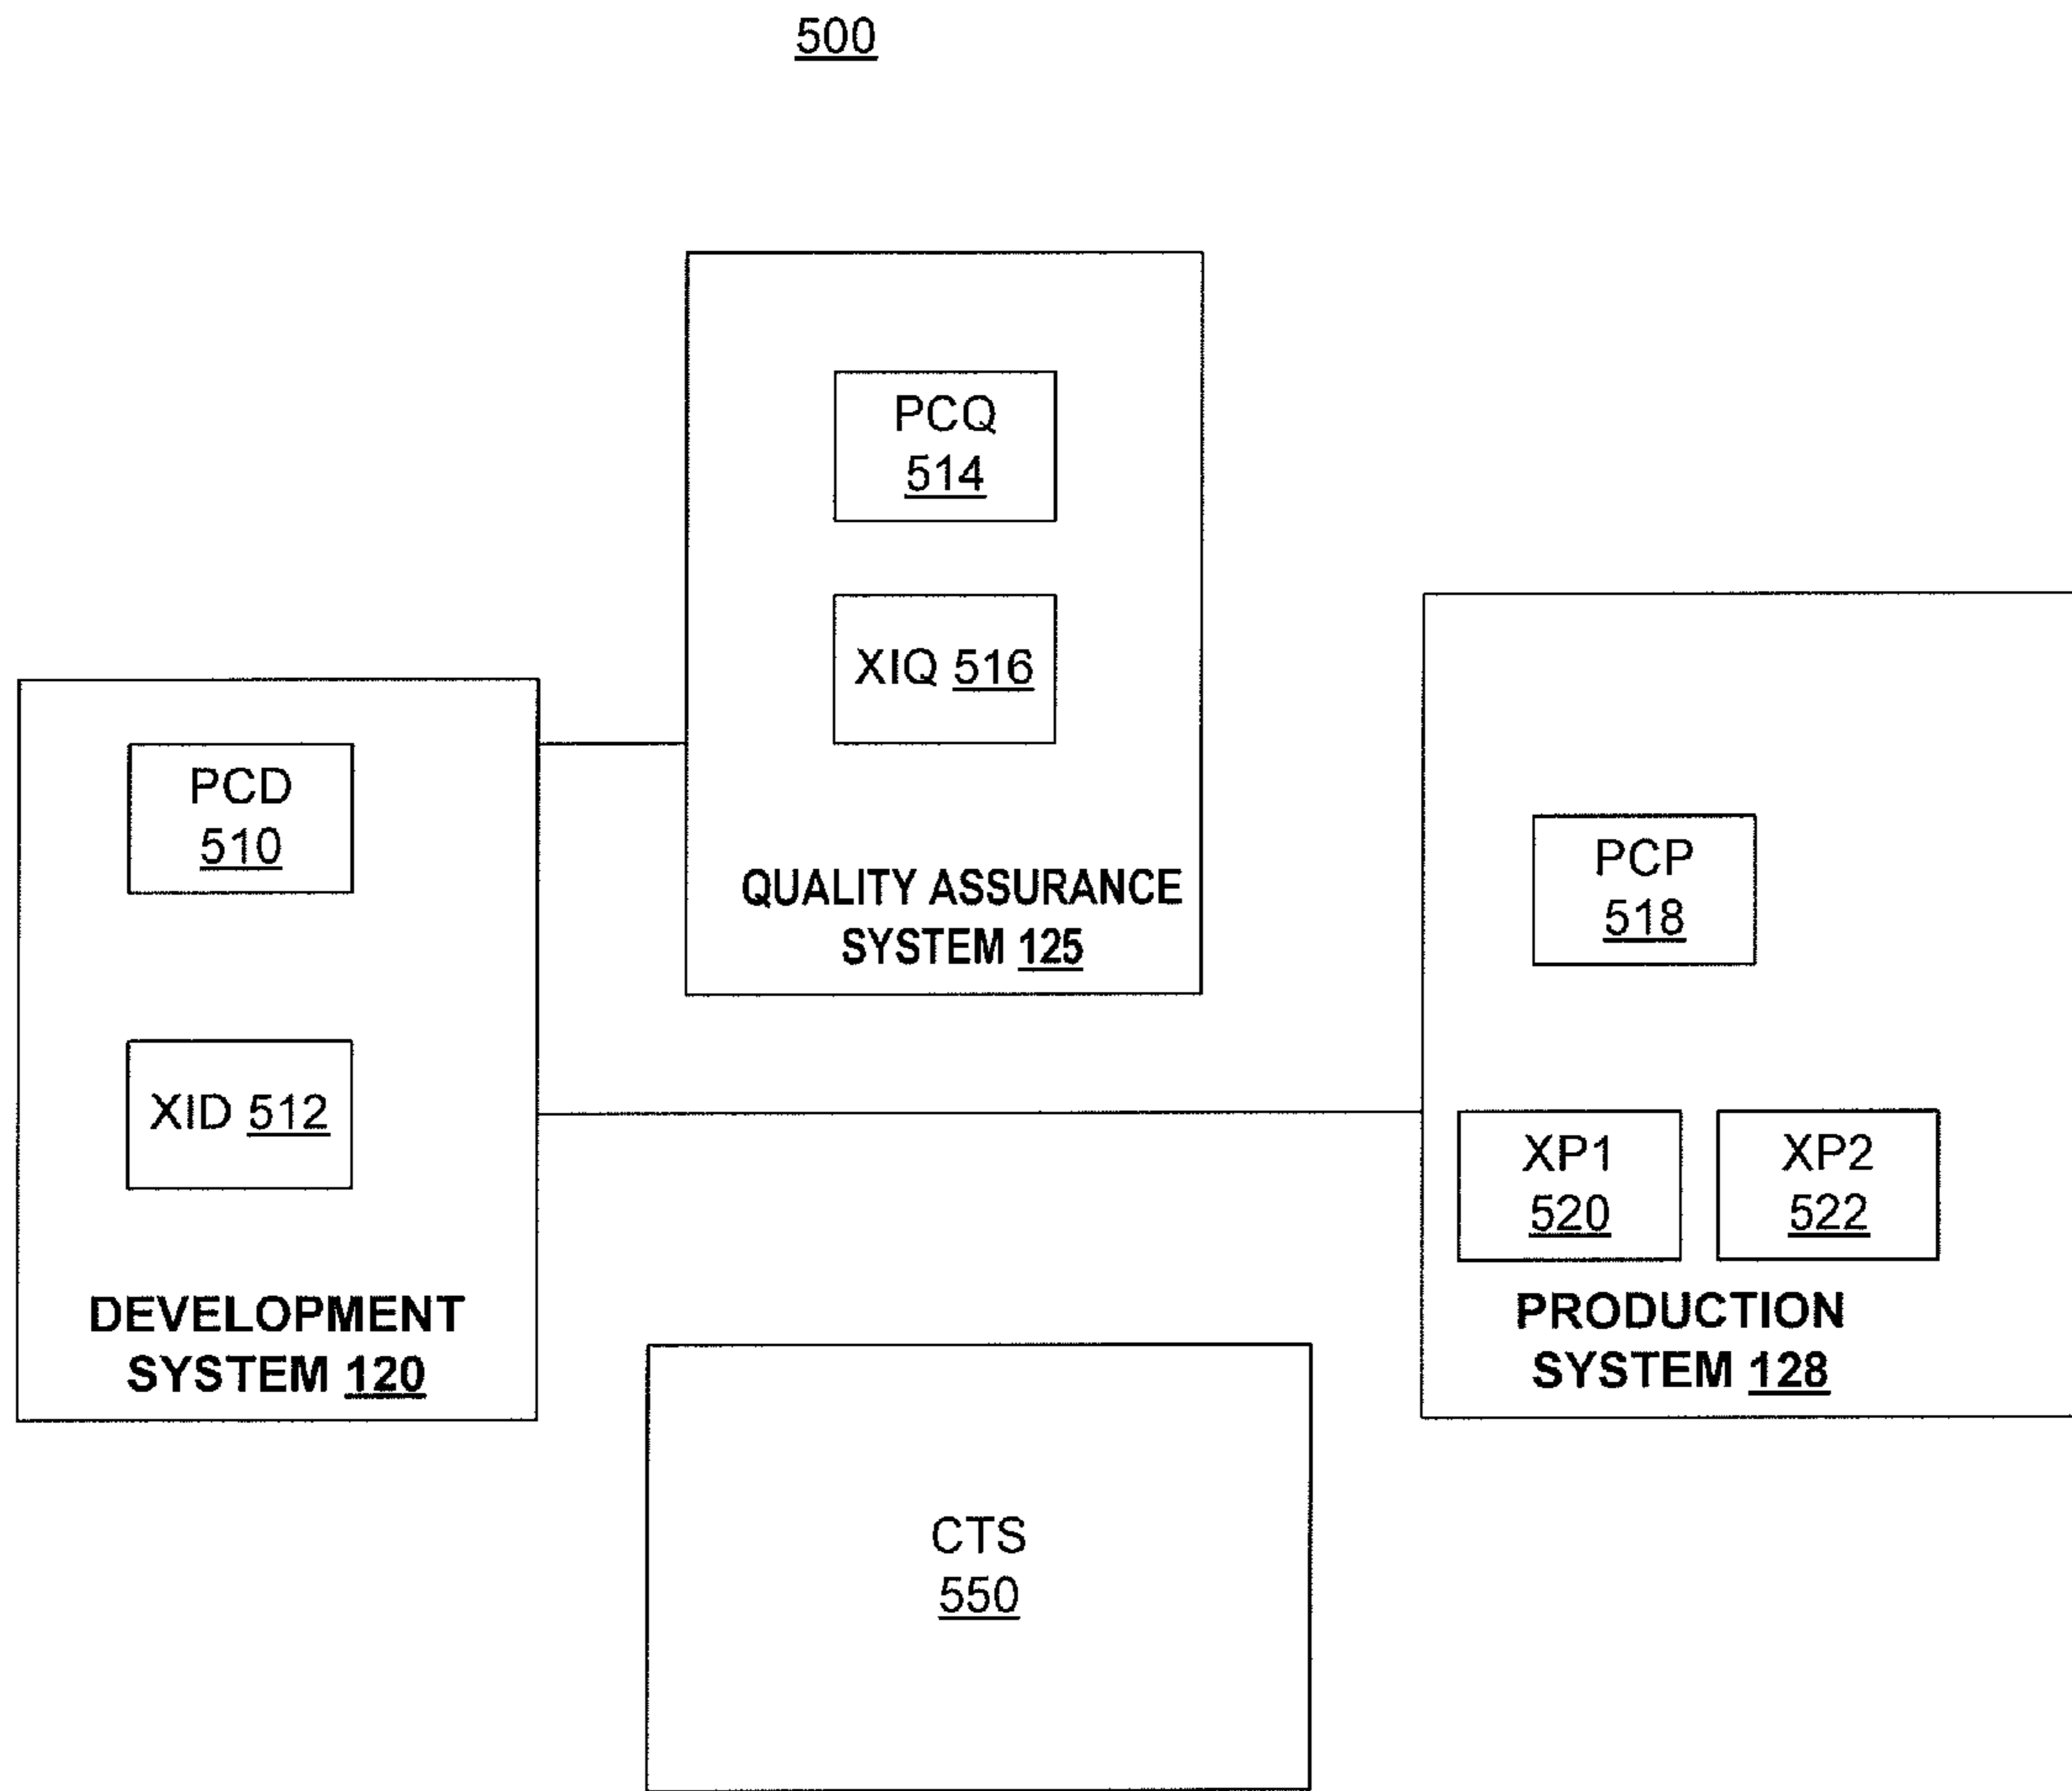 500
PCQ
514
XIQ 516
QUALITY ASSURANCE
SYSTEM 125
PCD
510
XID 512
DEVELOPMENT
SYSTEM 120
PCP
518
XP1
520
XP2
522
PRODUCTION
SYSTEM 128
CTS
550